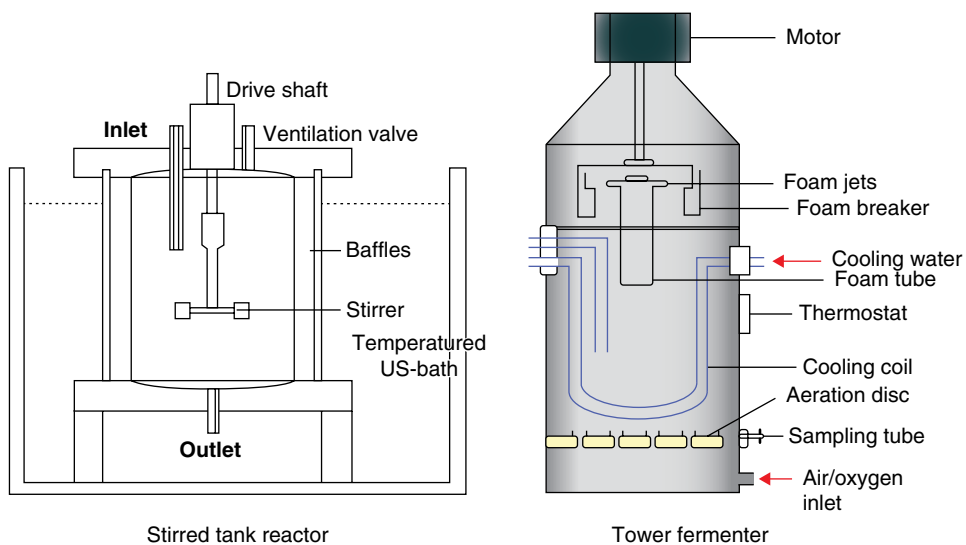 Drive shaft
Inlet
Ventilation valve
Baffles
Stirrer
Temperatured
US-bath
Outlet
Stirred tank reactor
Motor
Foam jets
Foam breaker
Cooling water
Foam tube
Thermostat
Cooling coil
Aeration disc
Sampling tube
Air/oxygen
inlet
Tower fermenter